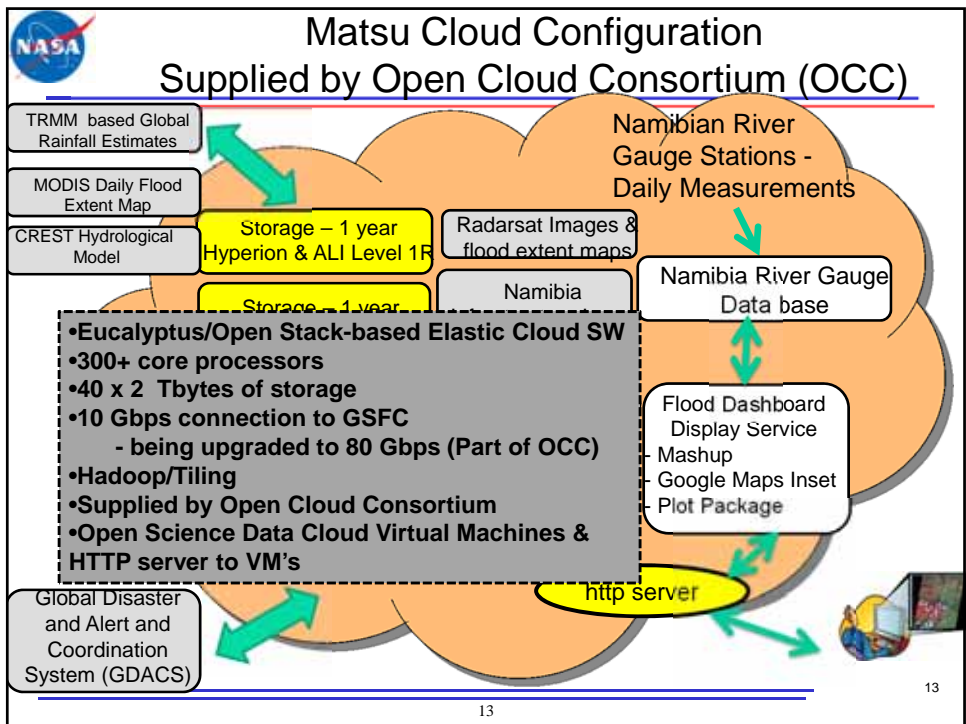 NASA
Matsu Cloud Configuration
Supplied by Open Cloud Consortium (OCC)
TRMM based Global
Rainfall Estimates
MODIS Daily Flood
Extent Map
CREST Hydrological
Model
Storage – 1 year
Hyperion & ALI Level 1R
Storage – 1 year
Radarsat Images &
flood extent maps
Namibia
Namibian River
Gauge Stations -
Daily Measurements
Namibia River Gauge
Data base
•Eucalyptus/Open Stack-based Elastic Cloud SW
•300+ core processors
•40 x 2 Tbytes of storage
•10 Gbps connection to GSFC
- being upgraded to 80 Gbps (Part of OCC)
•Hadoop/Tiling
•Supplied by Open Cloud Consortium
•Open Science Data Cloud Virtual Machines &
HTTP server to VM's
Flood Dashboard
Display Service
- Mashup
- Google Maps Inset
- Plot Package
http server
Global Disaster
and Alert and
Coordination
System (GDACS)
13
13